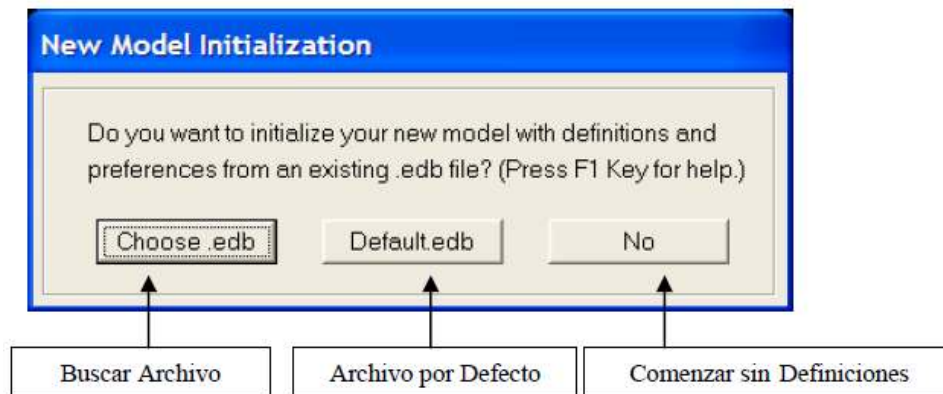 New Model Initialization
Do you want to initialize your new model with definitions and
preferences from an existing .edb file? (Press F1 Key for help.)
Choose .edb Default.edb No
Buscar Archivo Archivo por Defecto Comenzar sin Definiciones